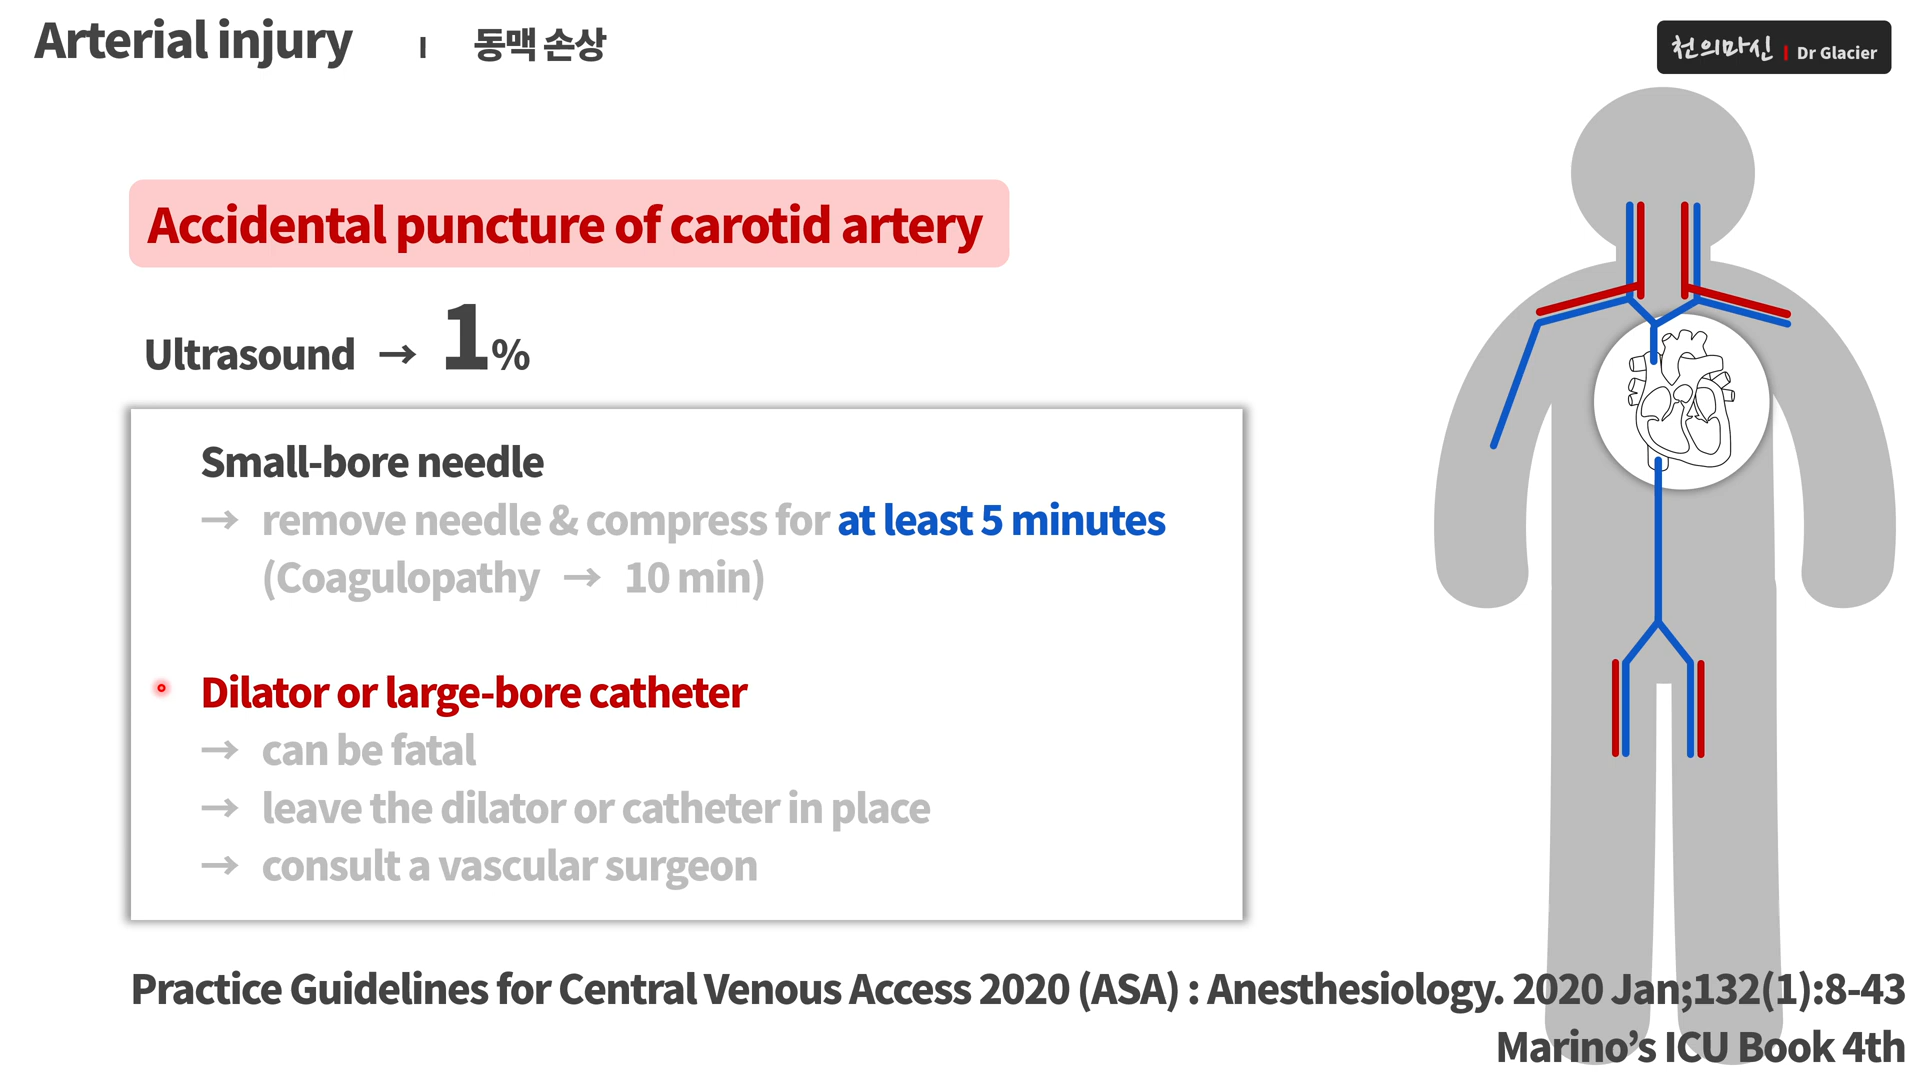 Arterial injury | 동맥 손상
천의마신 | Dr Glacier
Accidental puncture of carotid artery
Ultrasound → 1%
Small-bore needle
→ remove needle & compress for at least 5 minutes
(Coagulopathy → 10 min)
Dilator or large-bore catheter
→ can be fatal
→ leave the dilator or catheter in place
→ consult a vascular surgeon
Practice Guidelines for Central Venous Access 2020 (ASA) : Anesthesiology. 2020 Jan;132(1):8-43
Marino’s ICU Book 4th